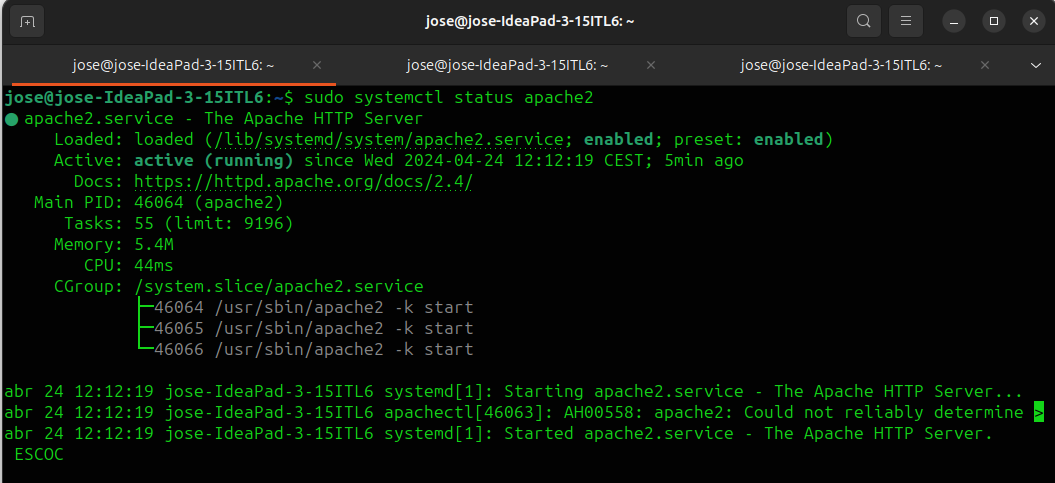 jose@jose-IdeaPad-3-15ITL6: ~
jose@jose-IdeaPad-3-15ITL6: ~ × jose@jose-IdeaPad-3-15ITL6: ~ × jose@jose-IdeaPad-3-15ITL6: ~ ×
jose@jose-IdeaPad-3-15ITL6:~$ sudo systemctl status apache2
● apache2.service - The Apache HTTP Server
Loaded: loaded (/lib/systemd/system/apache2.service; enabled; preset: enabled)
Active: active (running) since Wed 2024-04-24 12:12:19 CEST; 5min ago
Docs: https://httpd.apache.org/docs/2.4/
Main PID: 46064 (apache2)
Tasks: 55 (limit: 9196)
Memory: 5.4M
CPU: 44ms
CGroup: /system.slice/apache2.service
├─46064 /usr/sbin/apache2 -k start
├─46065 /usr/sbin/apache2 -k start
└─46066 /usr/sbin/apache2 -k start
abr 24 12:12:19 jose-IdeaPad-3-15ITL6 systemd[1]: Starting apache2.service - The Apache HTTP Server...
abr 24 12:12:19 jose-IdeaPad-3-15ITL6 apachectl[46063]: AH00558: apache2: Could not reliably determine >
abr 24 12:12:19 jose-IdeaPad-3-15ITL6 systemd[1]: Started apache2.service - The Apache HTTP Server.
ESCOC